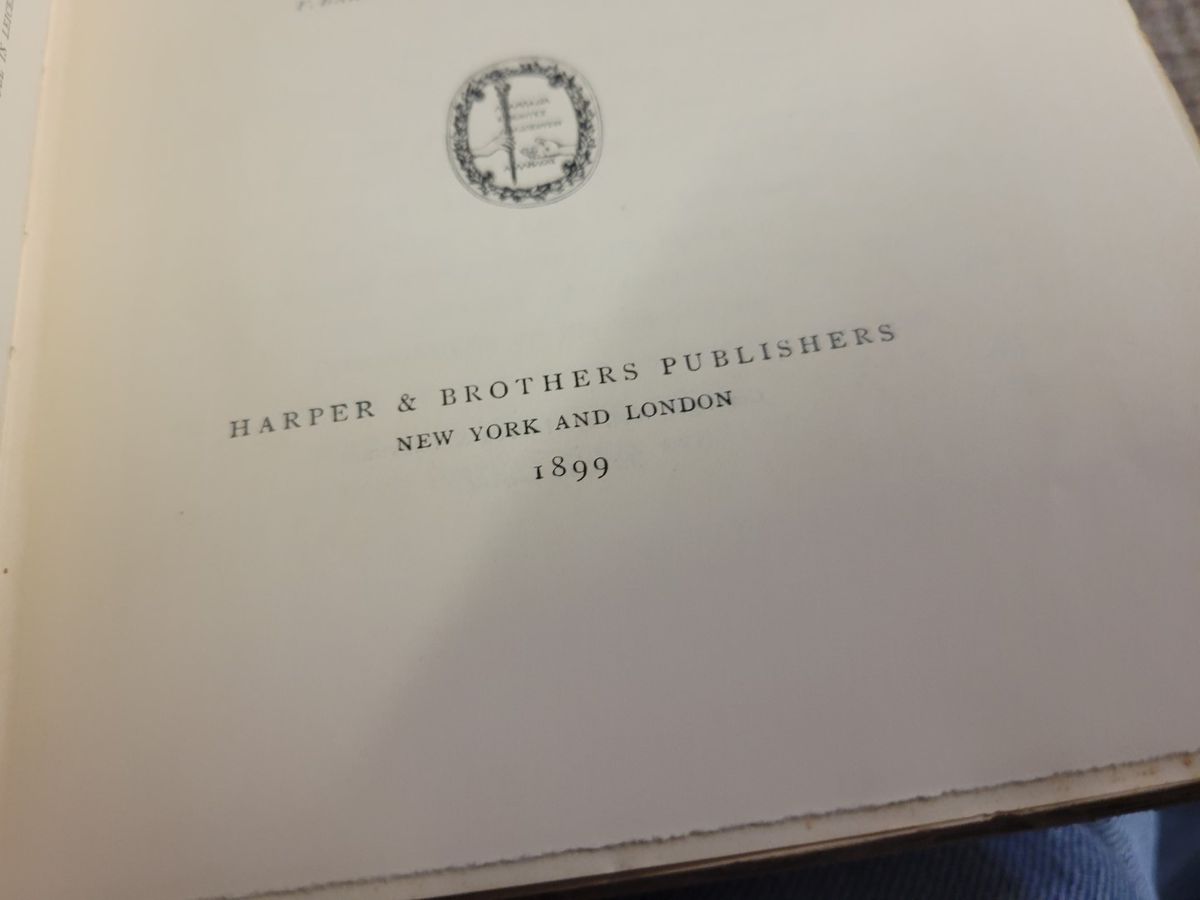 HARPER & BROTHERS PUBLISHERS
NEW YORK AND LONDON
1899